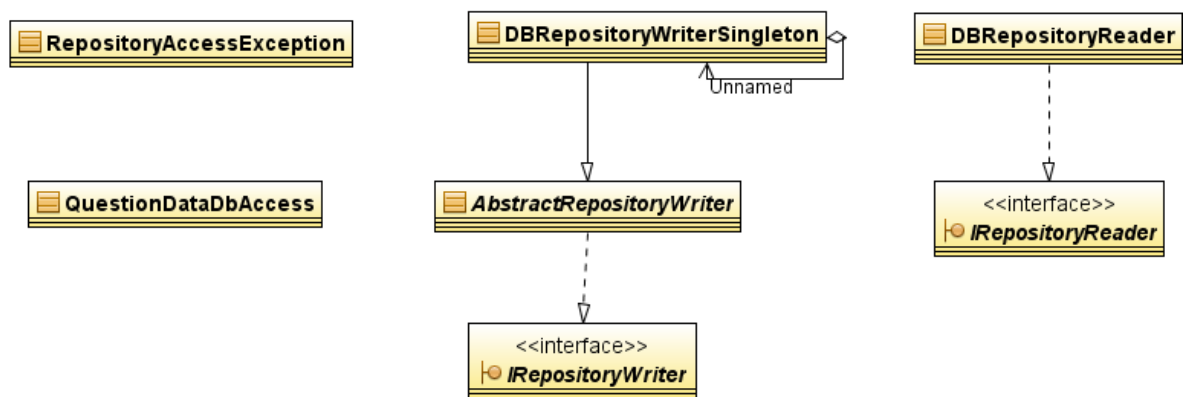 RepositoryAccessException
DBRepositoryWriterSingleton
DBRepositoryReader
Unnamed
QuestionDataDbAccess
AbstractRepositoryWriter
<<interface>>
IRepositoryReader
<<interface>>
IRepositoryWriter